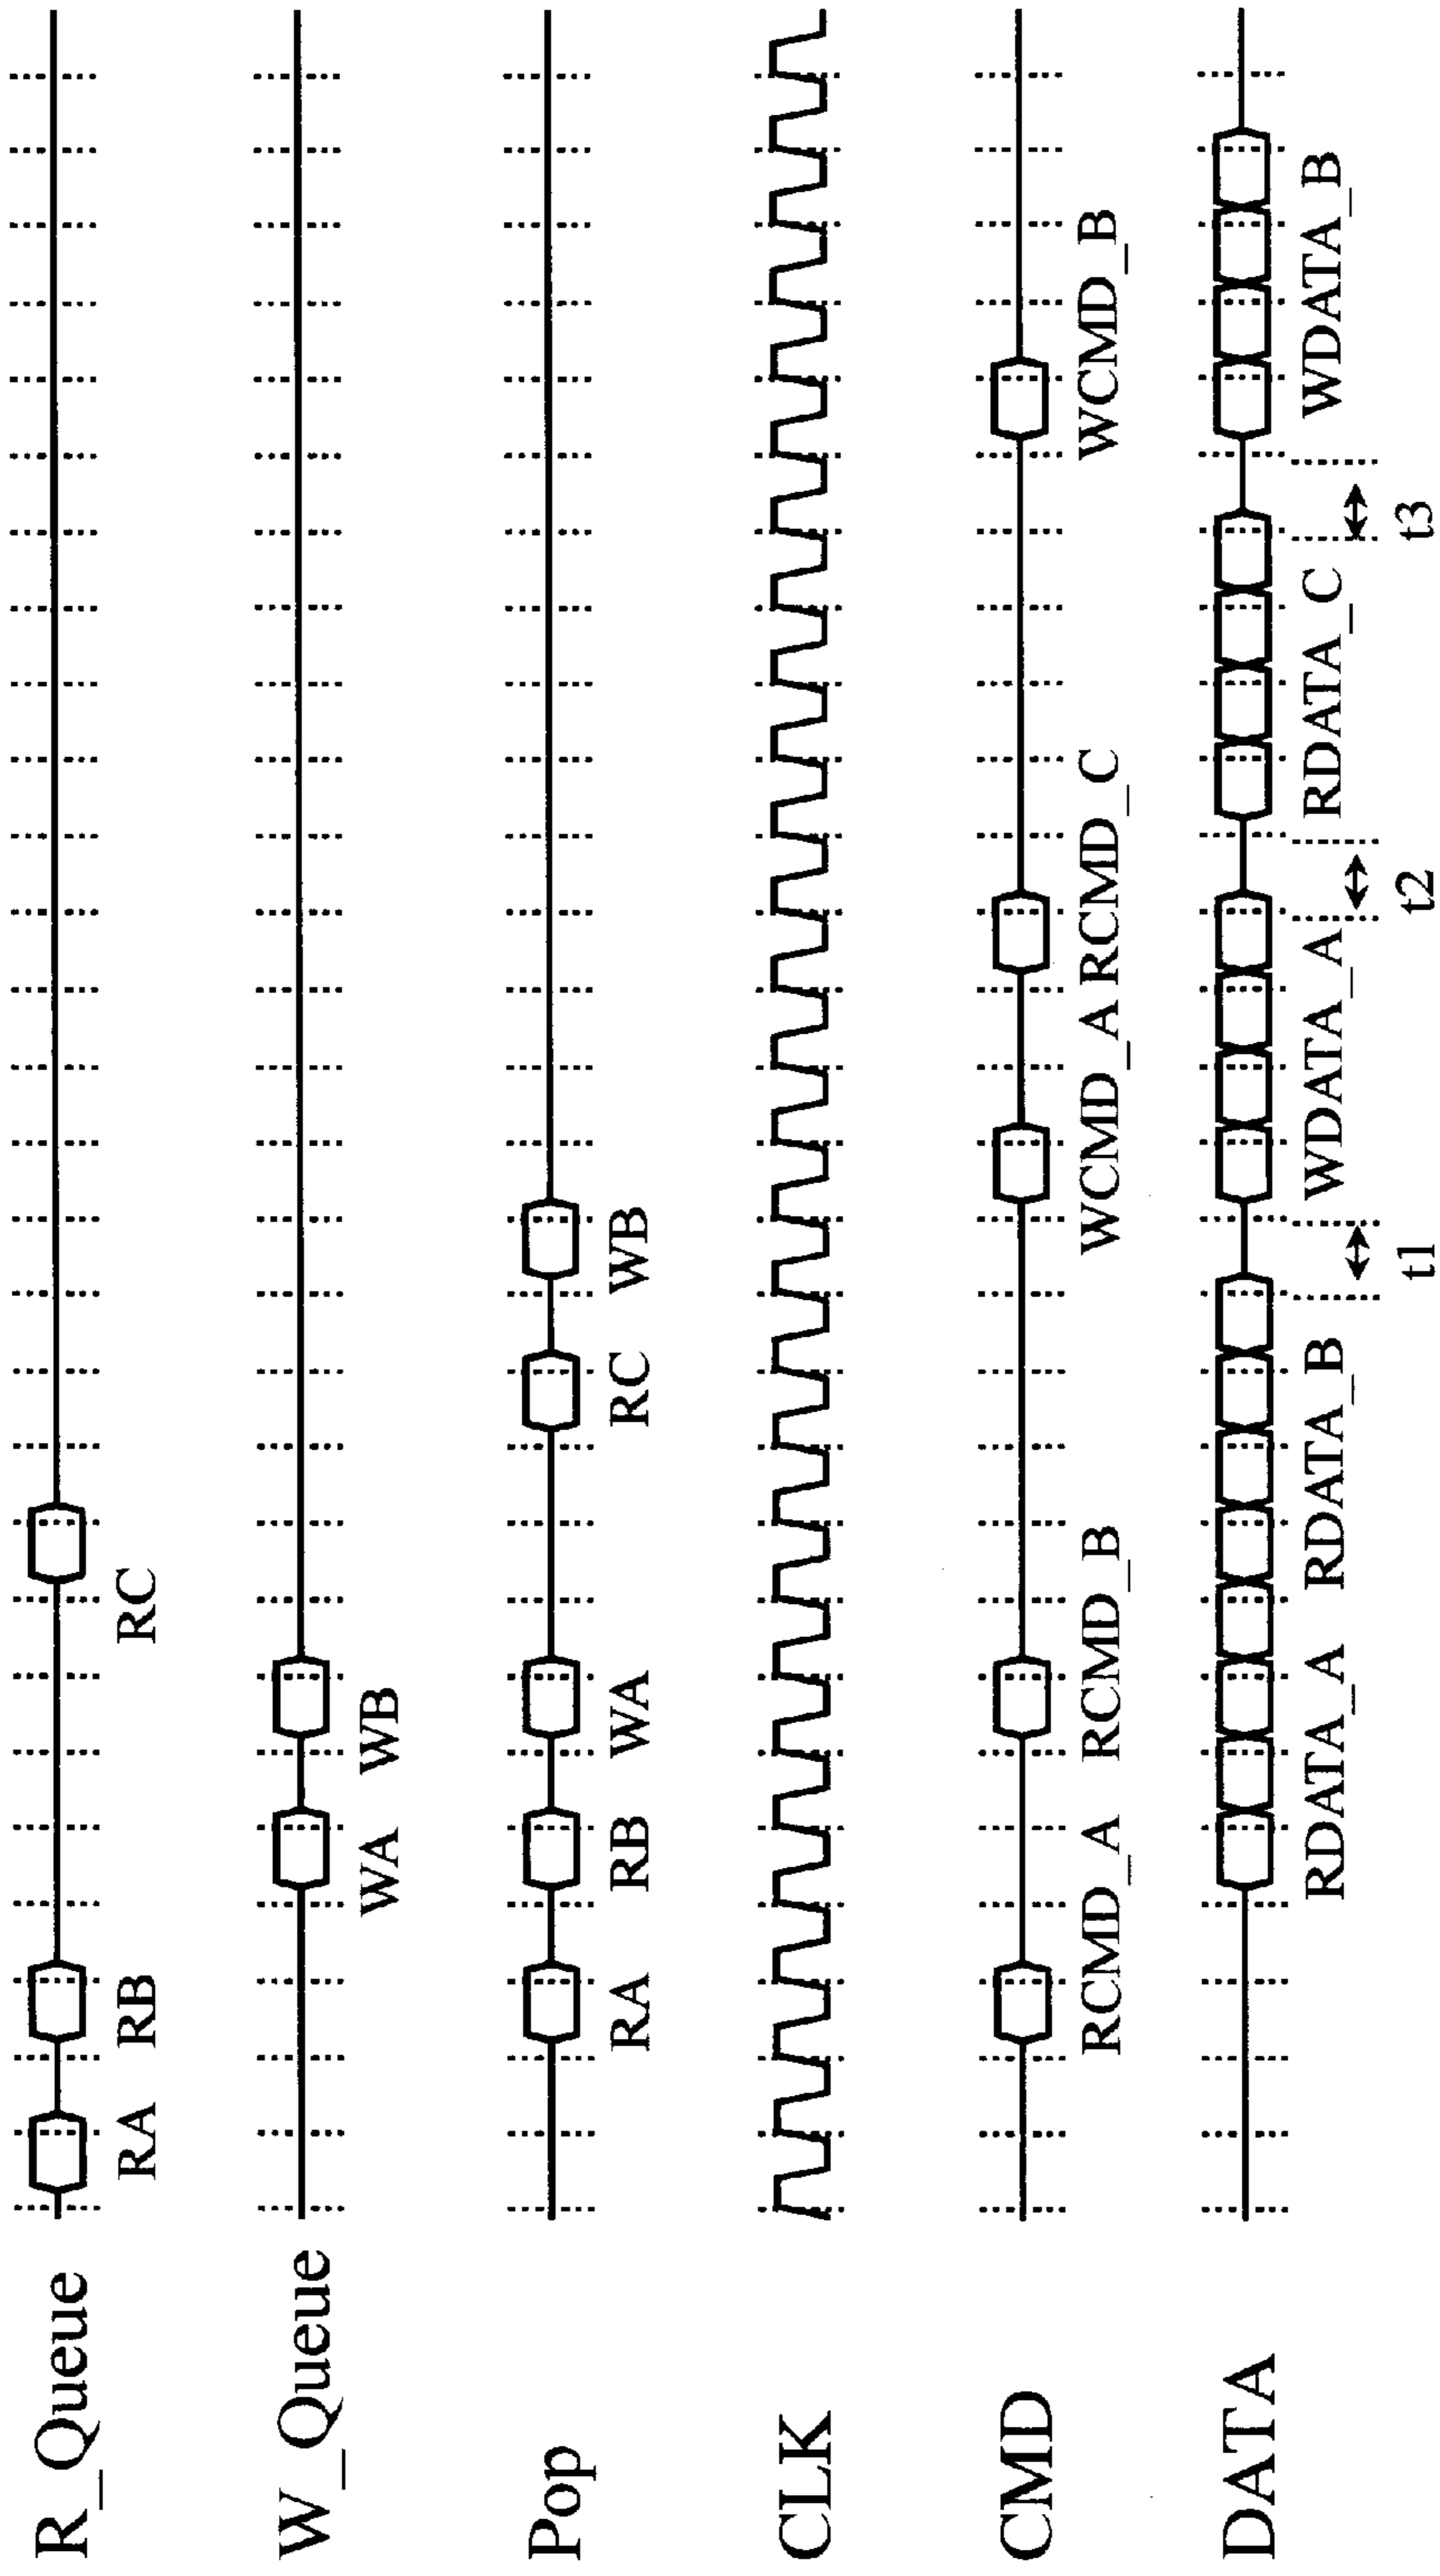 R_Queue
RA RB RC
W_Queue
WA WB
Pop
RA RB WA RC WB
CLK
CMD
RCMD_A RCMD_B WCMD_A RCMD_C WCMD_B
DATA
RDATA_A RDATA_B WDATA_A RDATA_C WDATA_B
t1 t2 t3